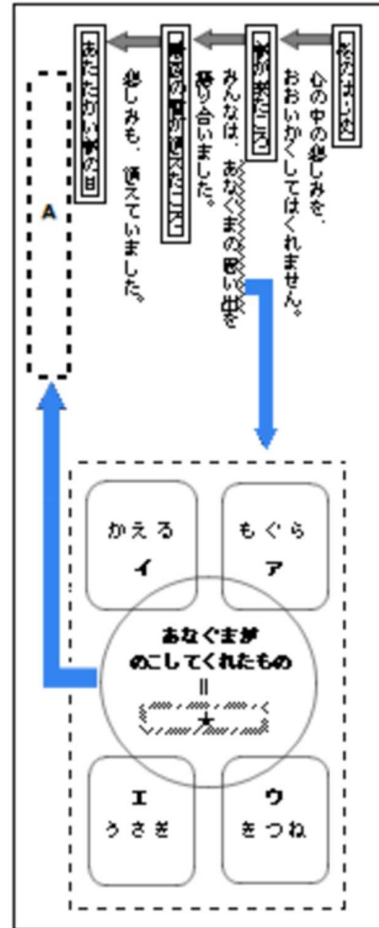 心の中の悲しみを、
おおいかくしてはくれません。
春が来たころ
みんなは、あなぐまの思い出を
語り合いました。
最後の雪が消えたころ
悲しみも、消えていました。
あたたかい春の日
A
もぐら
ア
かえる
イ
あなぐまが
のこしてくれたもの
＝
★
ウ
きつね
エ
うさぎ